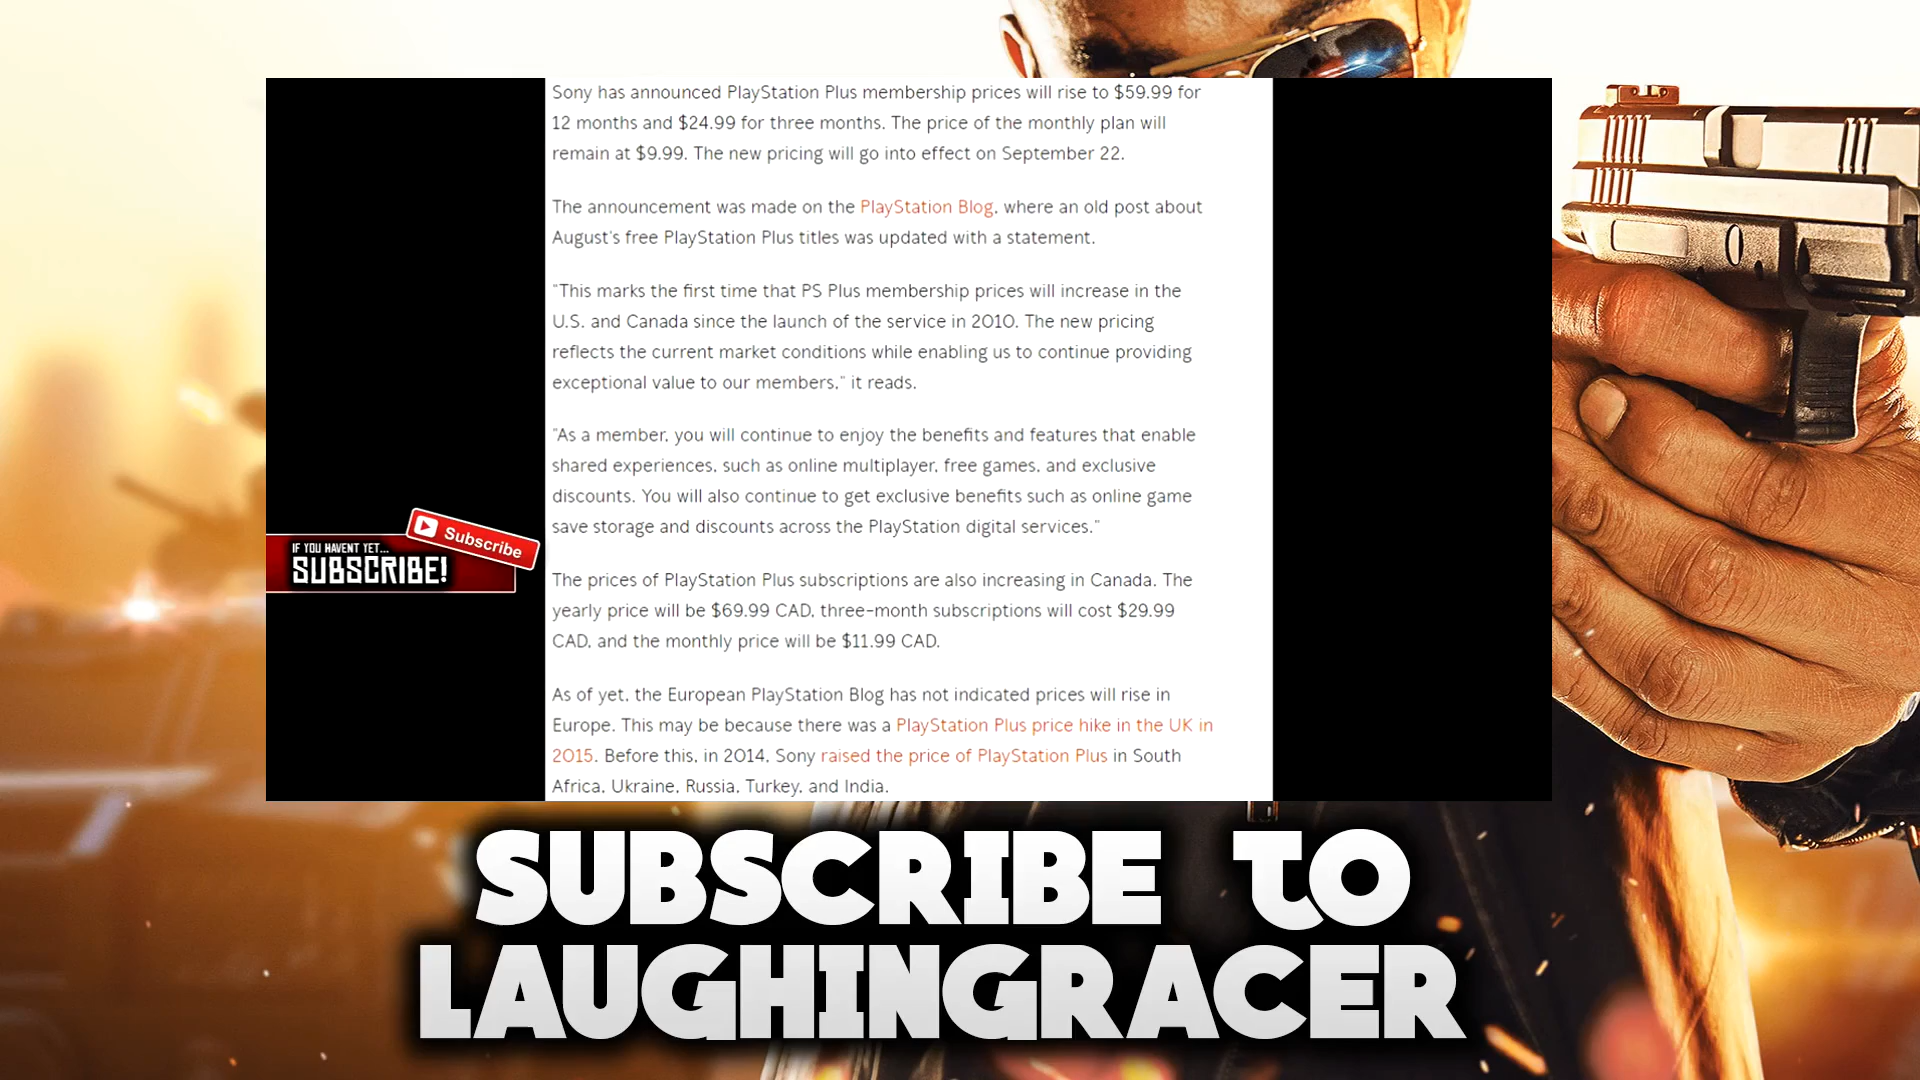 Sony has announced PlayStation Plus membership prices will rise to $59.99 for
12 months and $24.99 for three months. The price of the monthly plan will
remain at $9.99. The new pricing will go into effect on September 22.
The announcement was made on the PlayStation Blog, where an old post about
August's free PlayStation Plus titles was updated with a statement.
"This marks the first time that PS Plus membership prices will increase in the
U.S. and Canada since the launch of the service in 2010. The new pricing
reflects the current market conditions while enabling us to continue providing
exceptional value to our members," it reads.
"As a member, you will continue to enjoy the benefits and features that enable
shared experiences, such as online multiplayer, free games, and exclusive
discounts. You will also continue to get exclusive benefits such as online game
save storage and discounts across the PlayStation digital services."
The prices of PlayStation Plus subscriptions are also increasing in Canada. The
yearly price will be $69.99 CAD, three-month subscriptions will cost $29.99
CAD, and the monthly price will be $11.99 CAD.
As of yet, the European PlayStation Blog has not indicated prices will rise in
Europe. This may be because there was a PlayStation Plus price hike in the UK in
2015. Before this, in 2014, Sony raised the price of PlayStation Plus in South
Africa, Ukraine, Russia, Turkey, and India.
Subscribe
IF YOU HAVENT YET...
SUBSCRIBE!
SUBSCRIBE TO
LAUGHINGRACER